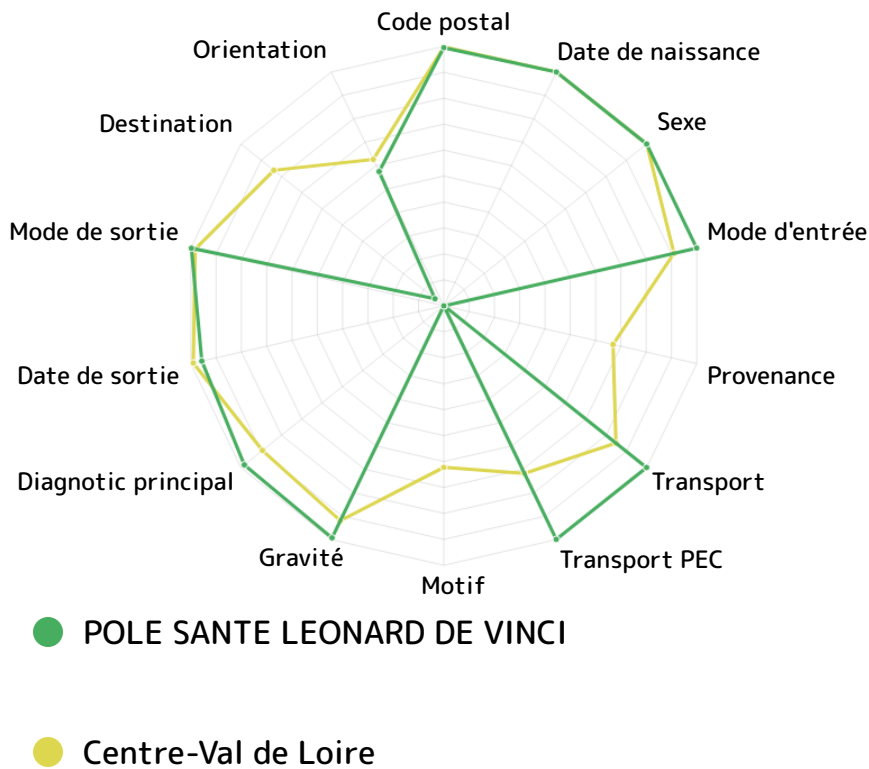 Code postal
Orientation
Date de naissance
Destination
Sexe
Mode de sortie
Mode d'entrée
Date de sortie
Provenance
Diagnotic principal
Transport
Gravité
Transport PEC
Motif
POLE SANTE LEONARD DE VINCI
Centre-Val de Loire